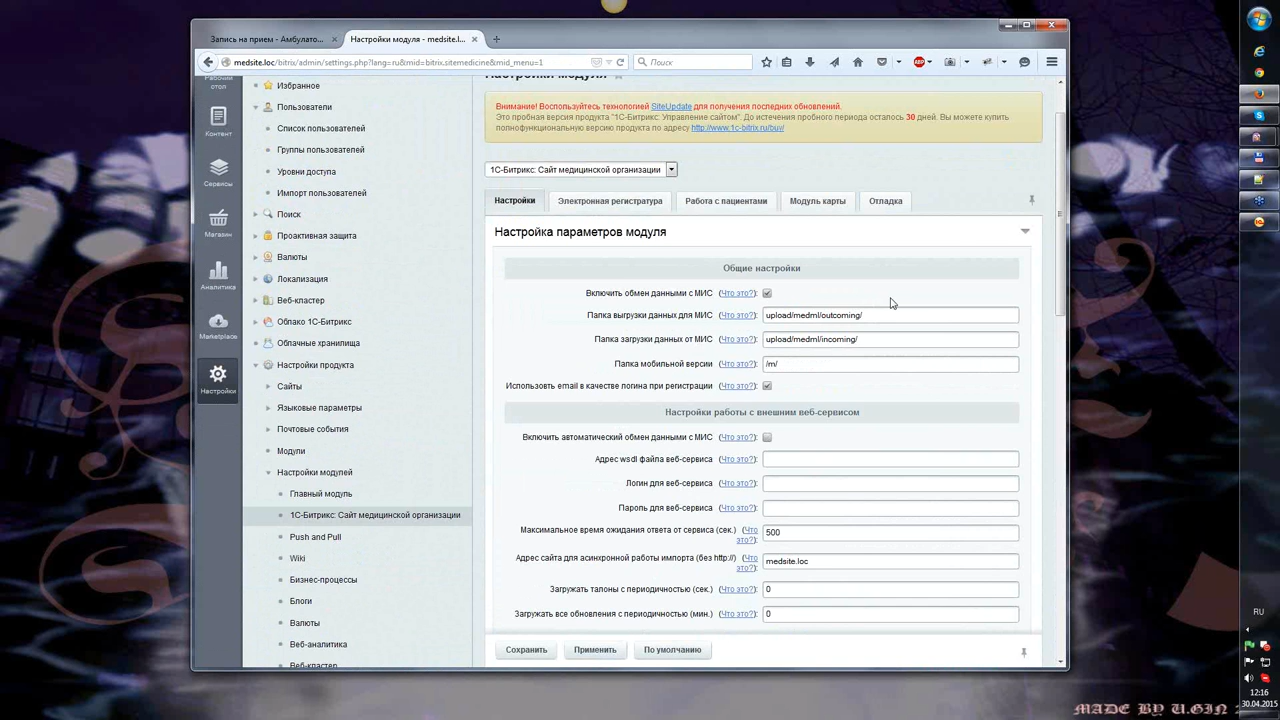 Запись на прием - Амбулато...
Настройки модуля - medsite.l...
medsite.loc/bitrix/admin/settings.php?lang=ru&mid=bitrix.sitemedicine&mid_menu=1
Поиск
ABP
Рабочий
стол
Контент
Сервисы
Магазин
Аналитика
Marketplace
Настройки
Избранное
Пользователи
Список пользователей
Группы пользователей
Уровни доступа
Импорт пользователей
Поиск
Проактивная защита
Валюты
Локализация
Веб-кластер
Облако 1С-Битрикс
Облачные хранилища
Настройки продукта
Сайты
Языковые параметры
Почтовые события
Модули
Настройки модулей
Главный модуль
1С-Битрикс: Сайт медицинской организации
Push and Pull
Wiki
Бизнес-процессы
Блоги
Валюты
Веб-аналитика
Веб-кластер
Настройки модуля
Внимание! Воспользуйтесь технологией SiteUpdate для получения последних обновлений.
Это пробная версия продукта "1С-Битрикс: Управление сайтом". До истечения пробного периода осталось 30 дней. Вы можете купить
полнофункциональную версию продукта по адресу http://www.1c-bitrix.ru/buy/
1С-Битрикс: Сайт медицинской организации
Настройки Электронная регистратура Работа с пациентами Модуль карты Отладка
Настройка параметров модуля
Общие настройки
Включить обмен данными с МИС (Что это?):
Папка выгрузки данных для МИС (Что это?): upload/medml/outcoming/
Папка загрузки данных от МИС (Что это?): upload/medml/incoming/
Папка мобильной версии (Что это?): /m/
Использовть email в качестве логина при регистрации (Что это?):
Настройки работы с внешним веб-сервисом
Включить автоматический обмен данными с МИС (Что это?):
Адрес wsdl файла веб-сервиса (Что это?):
Логин для веб-сервиса (Что это?):
Пароль для веб-сервиса (Что это?):
Максимальное время ожидания ответа от сервиса (сек.) (Что
это?): 500
Адрес сайта для асинхронной работы импорта (без http://) (Что
это?): medsite.loc
Загружать талоны с периодичностью (сек.) (Что это?): 0
Загружать все обновления с периодичностью (мин.) (Что это?): 0
Сохранить Применить По умолчанию
RU
12:16
30.04.2015
MADE BY U.GIN 2